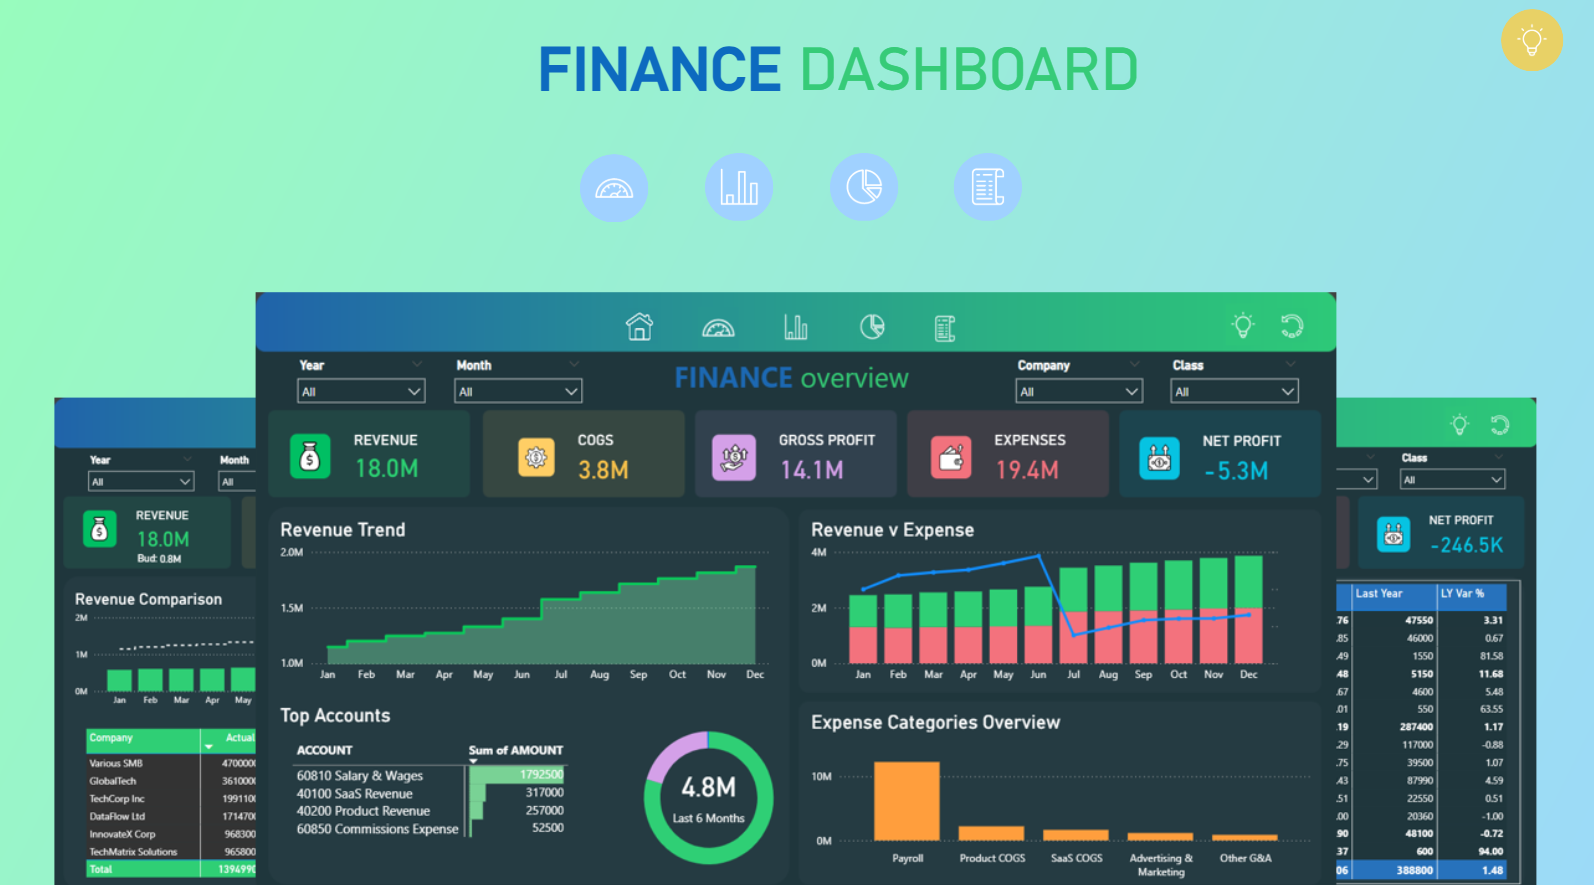 FINANCE DASHBOARD
FINANCE overview
Year
All
Month
All
Company
All
Class
All
REVENUE
18.0M
COGS
3.8M
GROSS PROFIT
14.1M
EXPENSES
19.4M
NET PROFIT
-5.3M
Revenue Trend
2.0M
1.5M
1.0M
Jan Feb Mar Apr May Jun Jul Aug Sep Oct Nov Dec
Revenue v Expense
4M
2M
0M
Jan Feb Mar Apr May Jun Jul Aug Sep Oct Nov Dec
Top Accounts
ACCOUNT Sum of AMOUNT
60810 Salary & Wages 1792500
40100 SaaS Revenue 317000
40200 Product Revenue 257000
60850 Commissions Expense 52500
4.8M
Last 6 Months
Expense Categories Overview
10M
0M
Payroll Product COGS SaaS COGS Advertising & Other G&A
Marketing
Year
All
Month
All
REVENUE
18.0M
Bud: 0.8M
Revenue Comparison
2M
1M
0M
Jan Feb Mar Apr May
Company Actual
Various SMB 470000
GlobalTech 361000
TechCorp Inc 199110
DataFlow Ltd 171470
InnovateX Corp 968300
TechMatrix Solutions 965800
Total 139499
Class
All
NET PROFIT
-246.5K
Last Year LY Var %
76 47550 3.31
.85 46000 0.67
.49 1550 81.58
.48 5150 11.68
.67 4600 5.48
.01 550 63.55
.19 287400 1.17
.29 117000 -0.88
.75 39500 1.07
.43 87990 4.59
.51 22550 0.51
.00 20360 -1.00
.90 48100 -0.72
37 600 94.00
06 388800 1.48